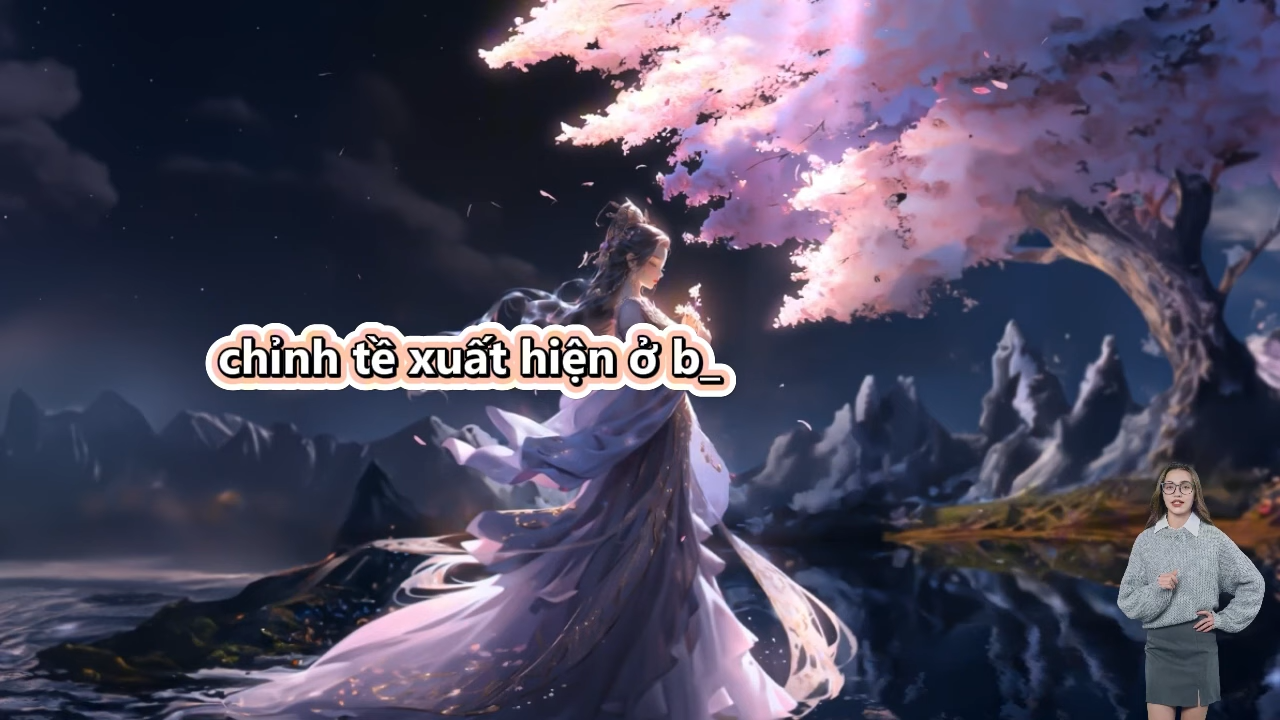 chỉnh tề xuất hiện ở b_